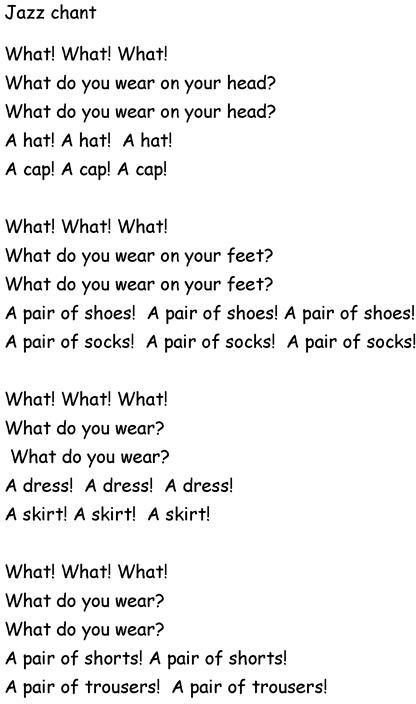 Jazz chant
What! What! What!
What do you wear on your head?
What do you wear on your head?
A hat! A hat!  A hat!
A cap! A cap! A cap!
What! What! What!
What do you wear on your feet?
What do you wear on your feet?
A pair of shoes!  A pair of shoes! A pair of shoes!
A pair of socks!  A pair of socks!  A pair of socks!
What! What! What!
What do you wear?
What do you wear?
A dress!  A dress!  A dress!
A skirt! A skirt!  A skirt!
What! What! What!
What do you wear?
What do you wear?
A pair of shorts! A pair of shorts!
A pair of trousers!  A pair of trousers!